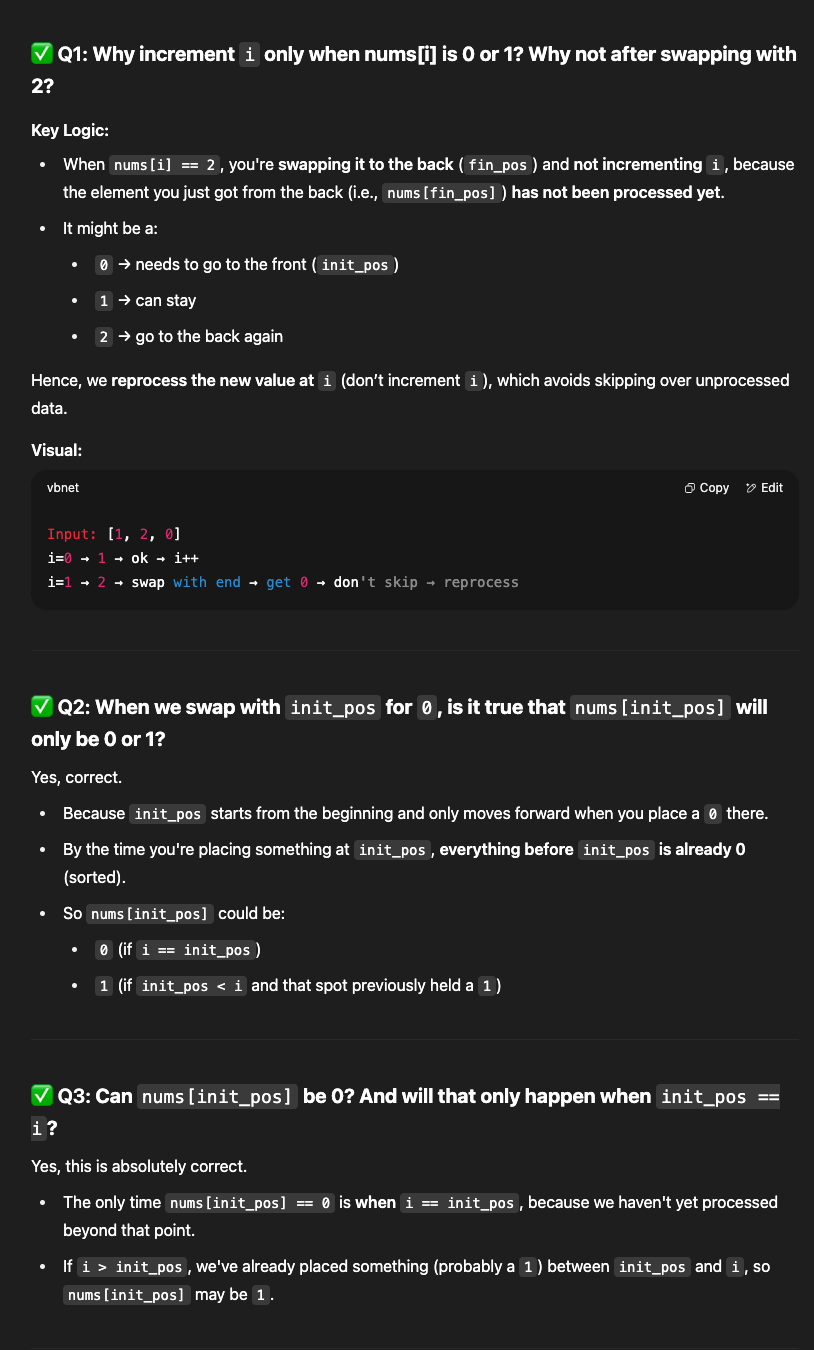 ✅ Q1: Why increment i only when nums[i] is 0 or 1? Why not after swapping with
2?
Key Logic:
• When nums[i] == 2, you're swapping it to the back (fin_pos) and not incrementing i, because
the element you just got from the back (i.e., nums[fin_pos]) has not been processed yet.
• It might be a:
• 0 → needs to go to the front (init_pos)
• 1 → can stay
• 2 → go to the back again
Hence, we reprocess the new value at i (don’t increment i), which avoids skipping over unprocessed
data.
Visual:
vbnet Copy Edit
Input: [1, 2, 0]
i=0 → 1 → ok → i++
i=1 → 2 → swap with end → get 0 → don't skip → reprocess
✅ Q2: When we swap with init_pos for 0, is it true that nums[init_pos] will
only be 0 or 1?
Yes, correct.
• Because init_pos starts from the beginning and only moves forward when you place a 0 there.
• By the time you're placing something at init_pos, everything before init_pos is already 0
(sorted).
• So nums[init_pos] could be:
• 0 (if i == init_pos)
• 1 (if init_pos < i and that spot previously held a 1)
✅ Q3: Can nums[init_pos] be 0? And will that only happen when init_pos ==
i?
Yes, this is absolutely correct.
• The only time nums[init_pos] == 0 is when i == init_pos, because we haven't yet processed
beyond that point.
• If i > init_pos, we've already placed something (probably a 1) between init_pos and i, so
nums[init_pos] may be 1.